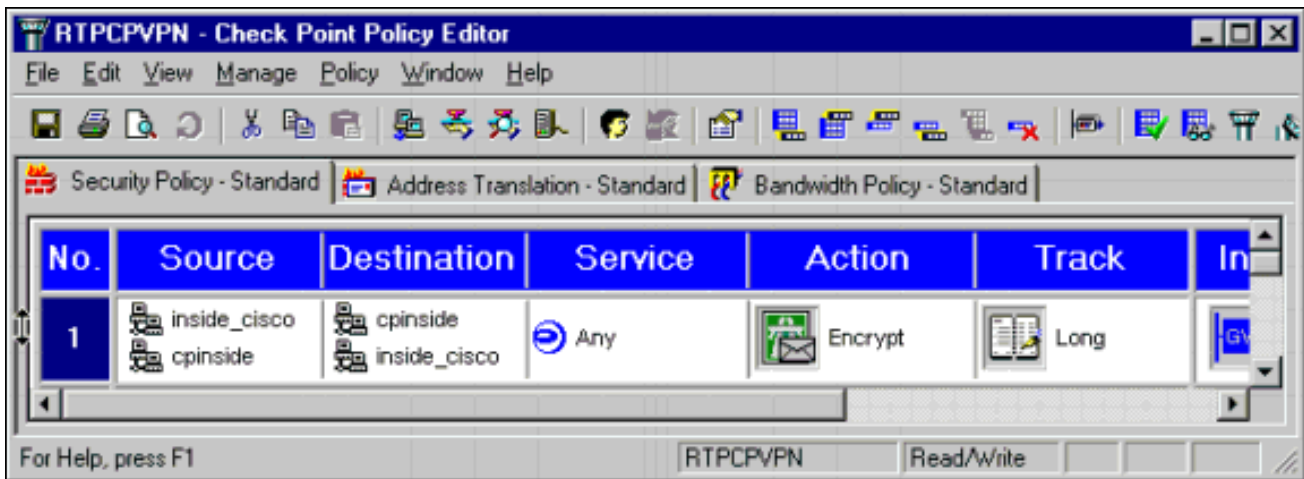 RTPCPVPN - Check Point Policy Editor
File Edit View Manage Policy Window Help
Security Policy - Standard Address Translation - Standard Bandwidth Policy - Standard
No. Source Destination Service Action Track In
1 inside_cisco cpinside Any Encrypt Long
cpinside inside_cisco
For Help, press F1 RTPCPVPN Read/Write